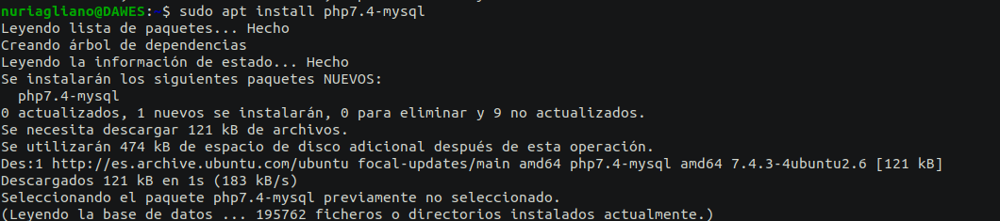 nuriagliano@DAWES:~$ sudo apt install php7.4-mysql
Leyendo lista de paquetes... Hecho
Creando árbol de dependencias
Leyendo la información de estado... Hecho
Se instalarán los siguientes paquetes NUEVOS:
  php7.4-mysql
0 actualizados, 1 nuevos se instalarán, 0 para eliminar y 9 no actualizados.
Se necesita descargar 121 kB de archivos.
Se utilizarán 474 kB de espacio de disco adicional después de esta operación.
Des:1 http://es.archive.ubuntu.com/ubuntu focal-updates/main amd64 php7.4-mysql amd64 7.4.3-4ubuntu2.6 [121 kB]
Descargados 121 kB en 1s (183 kB/s)
Seleccionando el paquete php7.4-mysql previamente no seleccionado.
(Leyendo la base de datos ... 195762 ficheros o directorios instalados actualmente.)